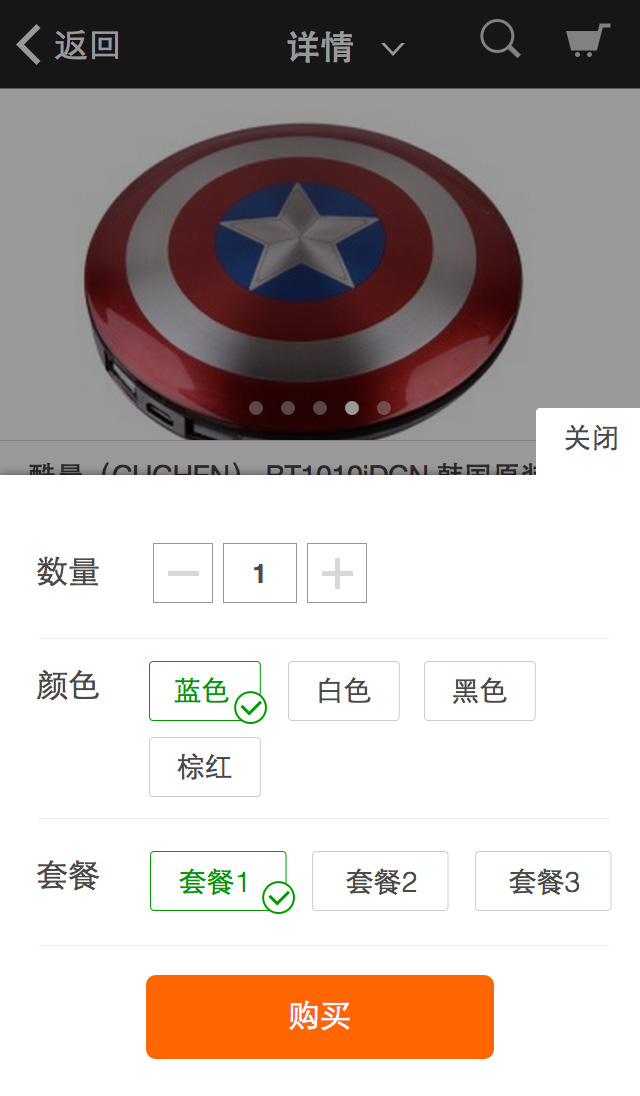 返回
详情
关闭
酷晨（CUCHEN） RT1010iDCN 韩国原装
数量
1
颜色
蓝色
白色
黑色
棕红
套餐
套餐1
套餐2
套餐3
购买